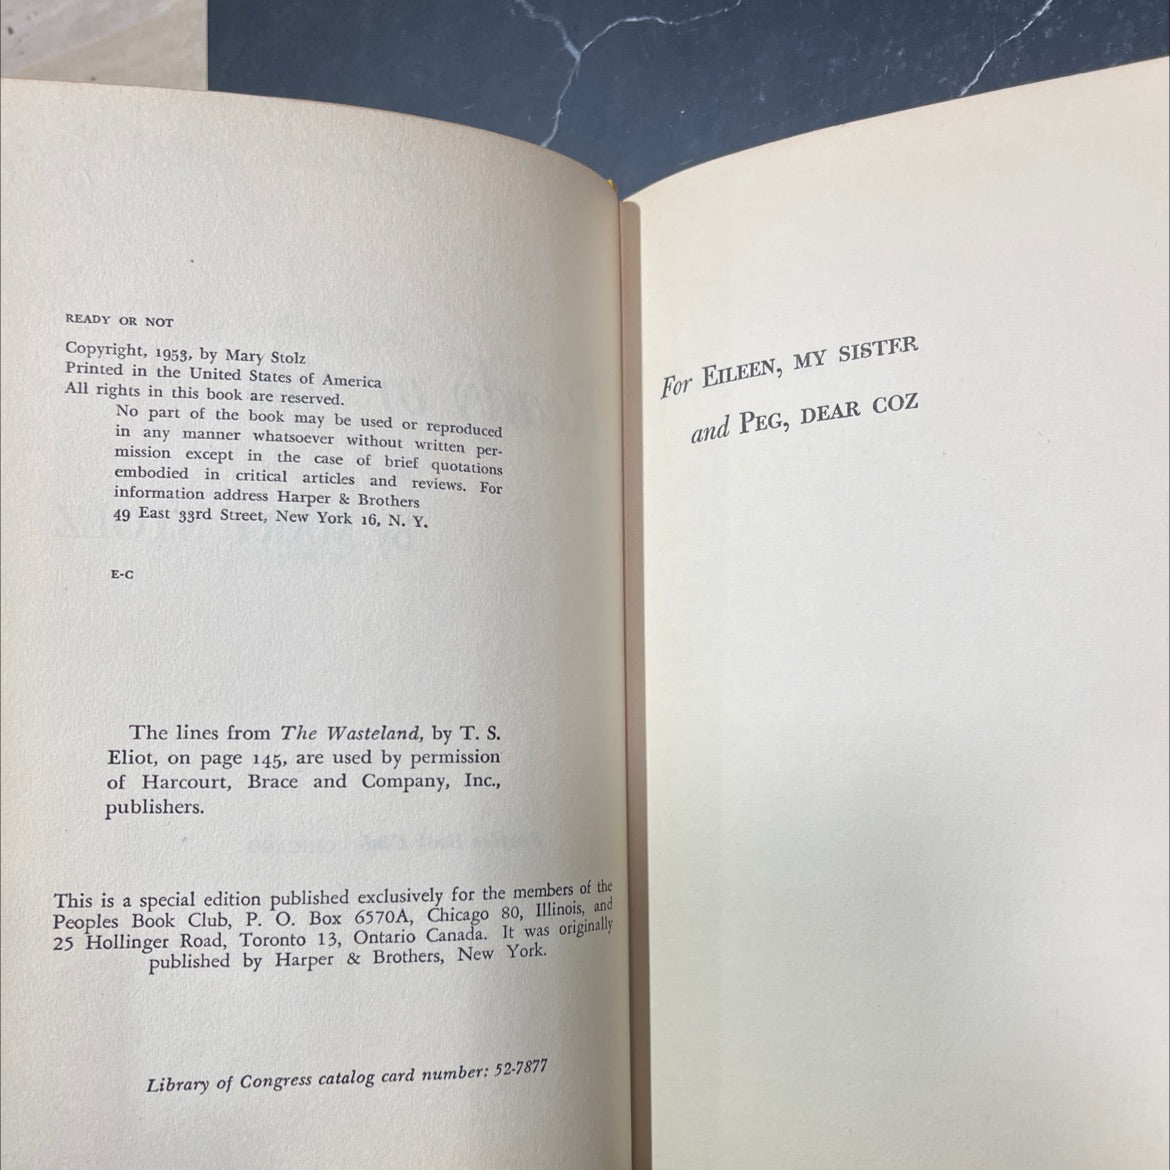 READY OR NOT
Copyright, 1953, by Mary Stolz
Printed in the United States of America
All rights in this book are reserved.
No part of the book may be used or reproduced
in any manner whatsoever without written per-
mission except in the case of brief quotations
embodied in critical articles and reviews. For
information address Harper & Brothers
49 East 33rd Street, New York 16, N. Y.
E-C
The lines from The Wasteland, by T. S.
Eliot, on page 145, are used by permission
of Harcourt, Brace and Company, Inc.,
publishers.
This is a special edition published exclusively for the members of the
Peoples Book Club, P. O. Box 6570A, Chicago 80, Illinois, and
25 Hollinger Road, Toronto 13, Ontario Canada. It was originally
published by Harper & Brothers, New York.
Library of Congress catalog card number: 52-7877
For EILEEN, MY SISTER
and PEG, DEAR COZ